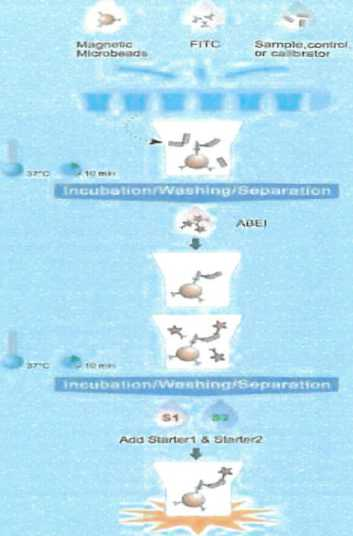 Magnetic
Microbeads
FITC
Sample,control,
or calibrator
37°C
10 min
Incubation/Washing/Separation
ABEI
37°C
10 min
Incubation/Washing/Separation
S1
S2
Add Starter1 & Starter2